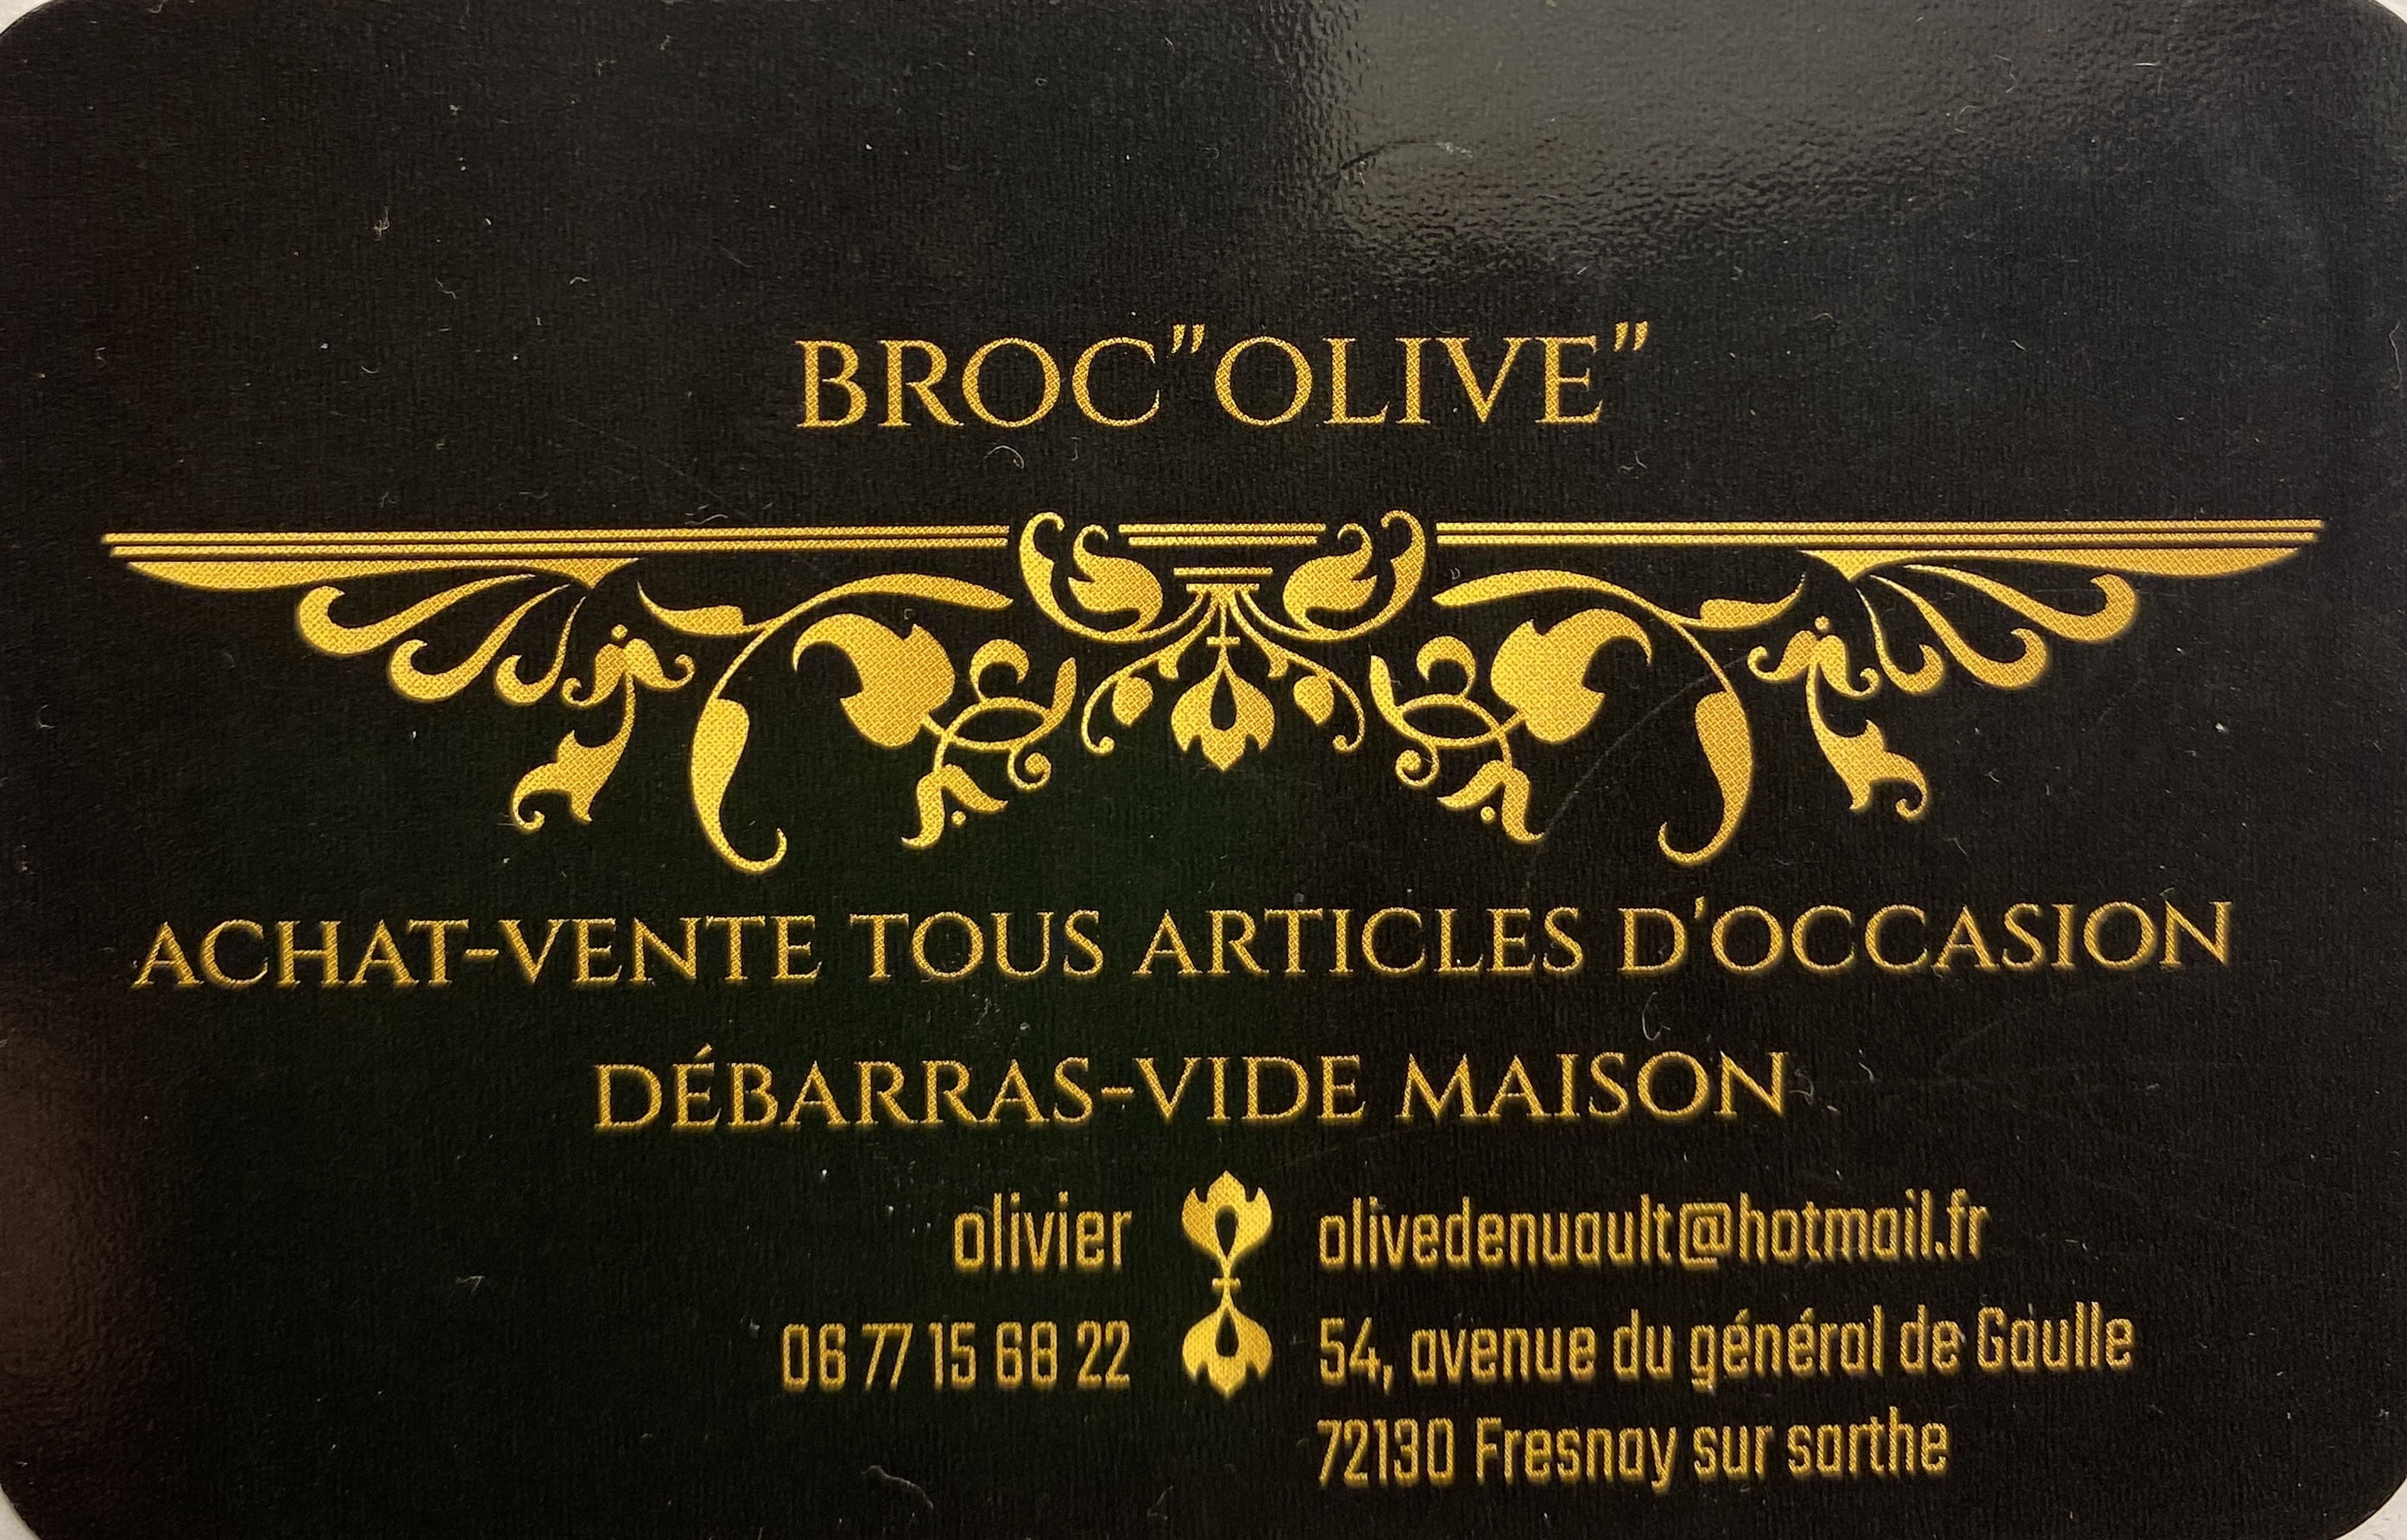 BROC"OLIVE"
ACHAT-VENTE TOUS ARTICLES D'OCCASION
DÉBARRAS-VIDE MAISON
olivier
06 77 15 68 22
olivedenuault@hotmail.fr
54, avenue du général de Gaulle
72130 Fresnay sur sarthe